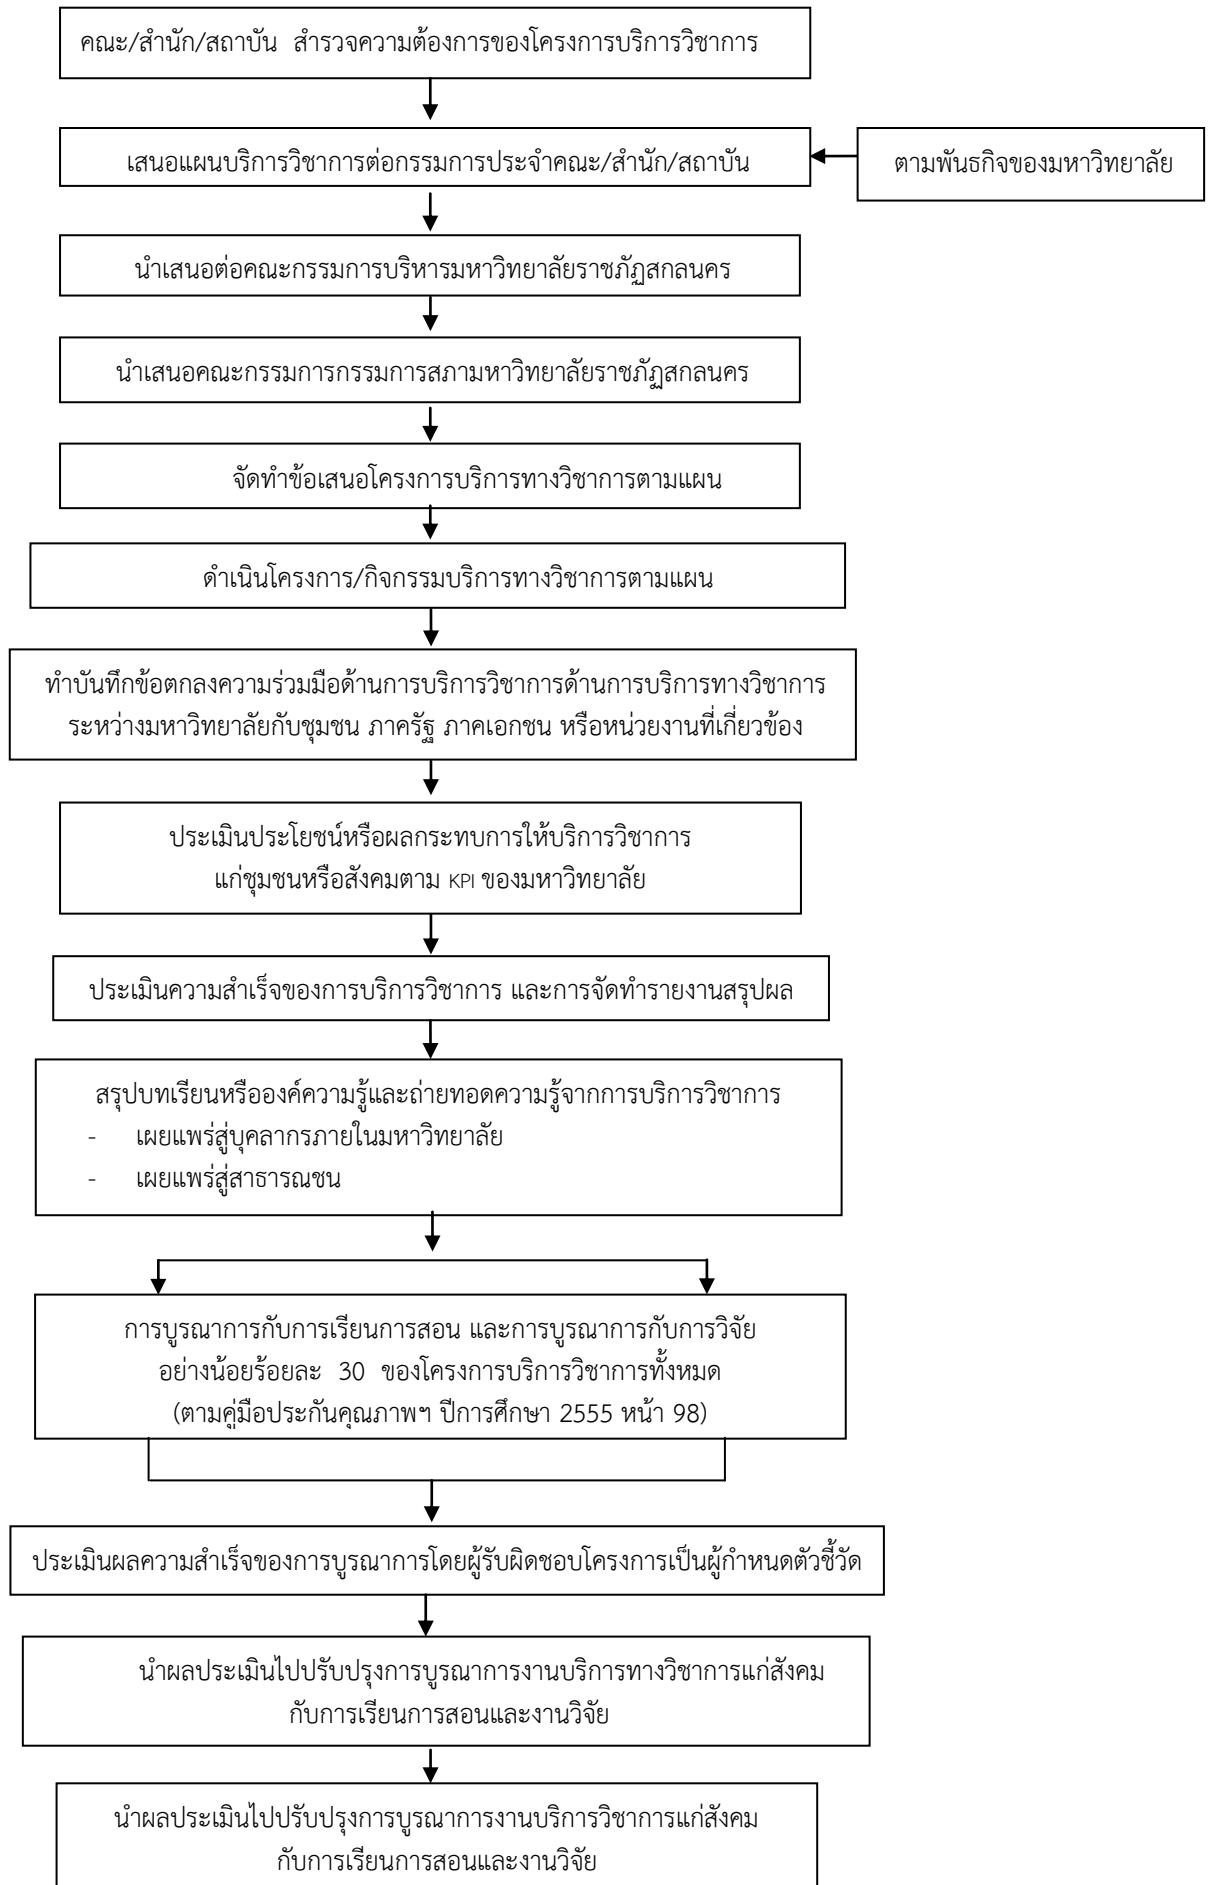 คณะ/สำนัก/สถาบัน  สำรวจความต้องการของโครงการบริการวิชาการ
เสนอแผนบริการวิชาการต่อกรรมการประจำคณะ/สำนัก/สถาบัน
ตามพันธกิจของมหาวิทยาลัย
นำเสนอต่อคณะกรรมการบริหารมหาวิทยาลัยราชภัฏสกลนคร
นำเสนอคณะกรรมการกรรมการสภามหาวิทยาลัยราชภัฏสกลนคร
จัดทำข้อเสนอโครงการบริการทางวิชาการตามแผน
ดำเนินโครงการ/กิจกรรมบริการทางวิชาการตามแผน
ทำบันทึกข้อตกลงความร่วมมือด้านการบริการวิชาการด้านการบริการทางวิชาการ
ระหว่างมหาวิทยาลัยกับชุมชน ภาครัฐ ภาคเอกชน หรือหน่วยงานที่เกี่ยวข้อง
ประเมินประโยชน์หรือผลกระทบการให้บริการวิชาการ
แก่ชุมชนหรือสังคมตาม KPI ของมหาวิทยาลัย
ประเมินความสำเร็จของการบริการวิชาการ และการจัดทำรายงานสรุปผล
สรุปบทเรียนหรือองค์ความรู้และถ่ายทอดความรู้จากการบริการวิชาการ
- เผยแพร่สู่บุคลากรภายในมหาวิทยาลัย
- เผยแพร่สู่สาธารณชน
การบูรณาการกับการเรียนการสอน และการบูรณาการกับการวิจัย
อย่างน้อยร้อยละ  30  ของโครงการบริการวิชาการทั้งหมด
(ตามคู่มือประกันคุณภาพฯ ปีการศึกษา 2555 หน้า 98)
ประเมินผลความสำเร็จของการบูรณาการโดยผู้รับผิดชอบโครงการเป็นผู้กำหนดตัวชี้วัด
นำผลประเมินไปปรับปรุงการบูรณาการงานบริการทางวิชาการแก่สังคม
กับการเรียนการสอนและงานวิจัย
นำผลประเมินไปปรับปรุงการบูรณาการงานบริการวิชาการแก่สังคม
กับการเรียนการสอนและงานวิจัย